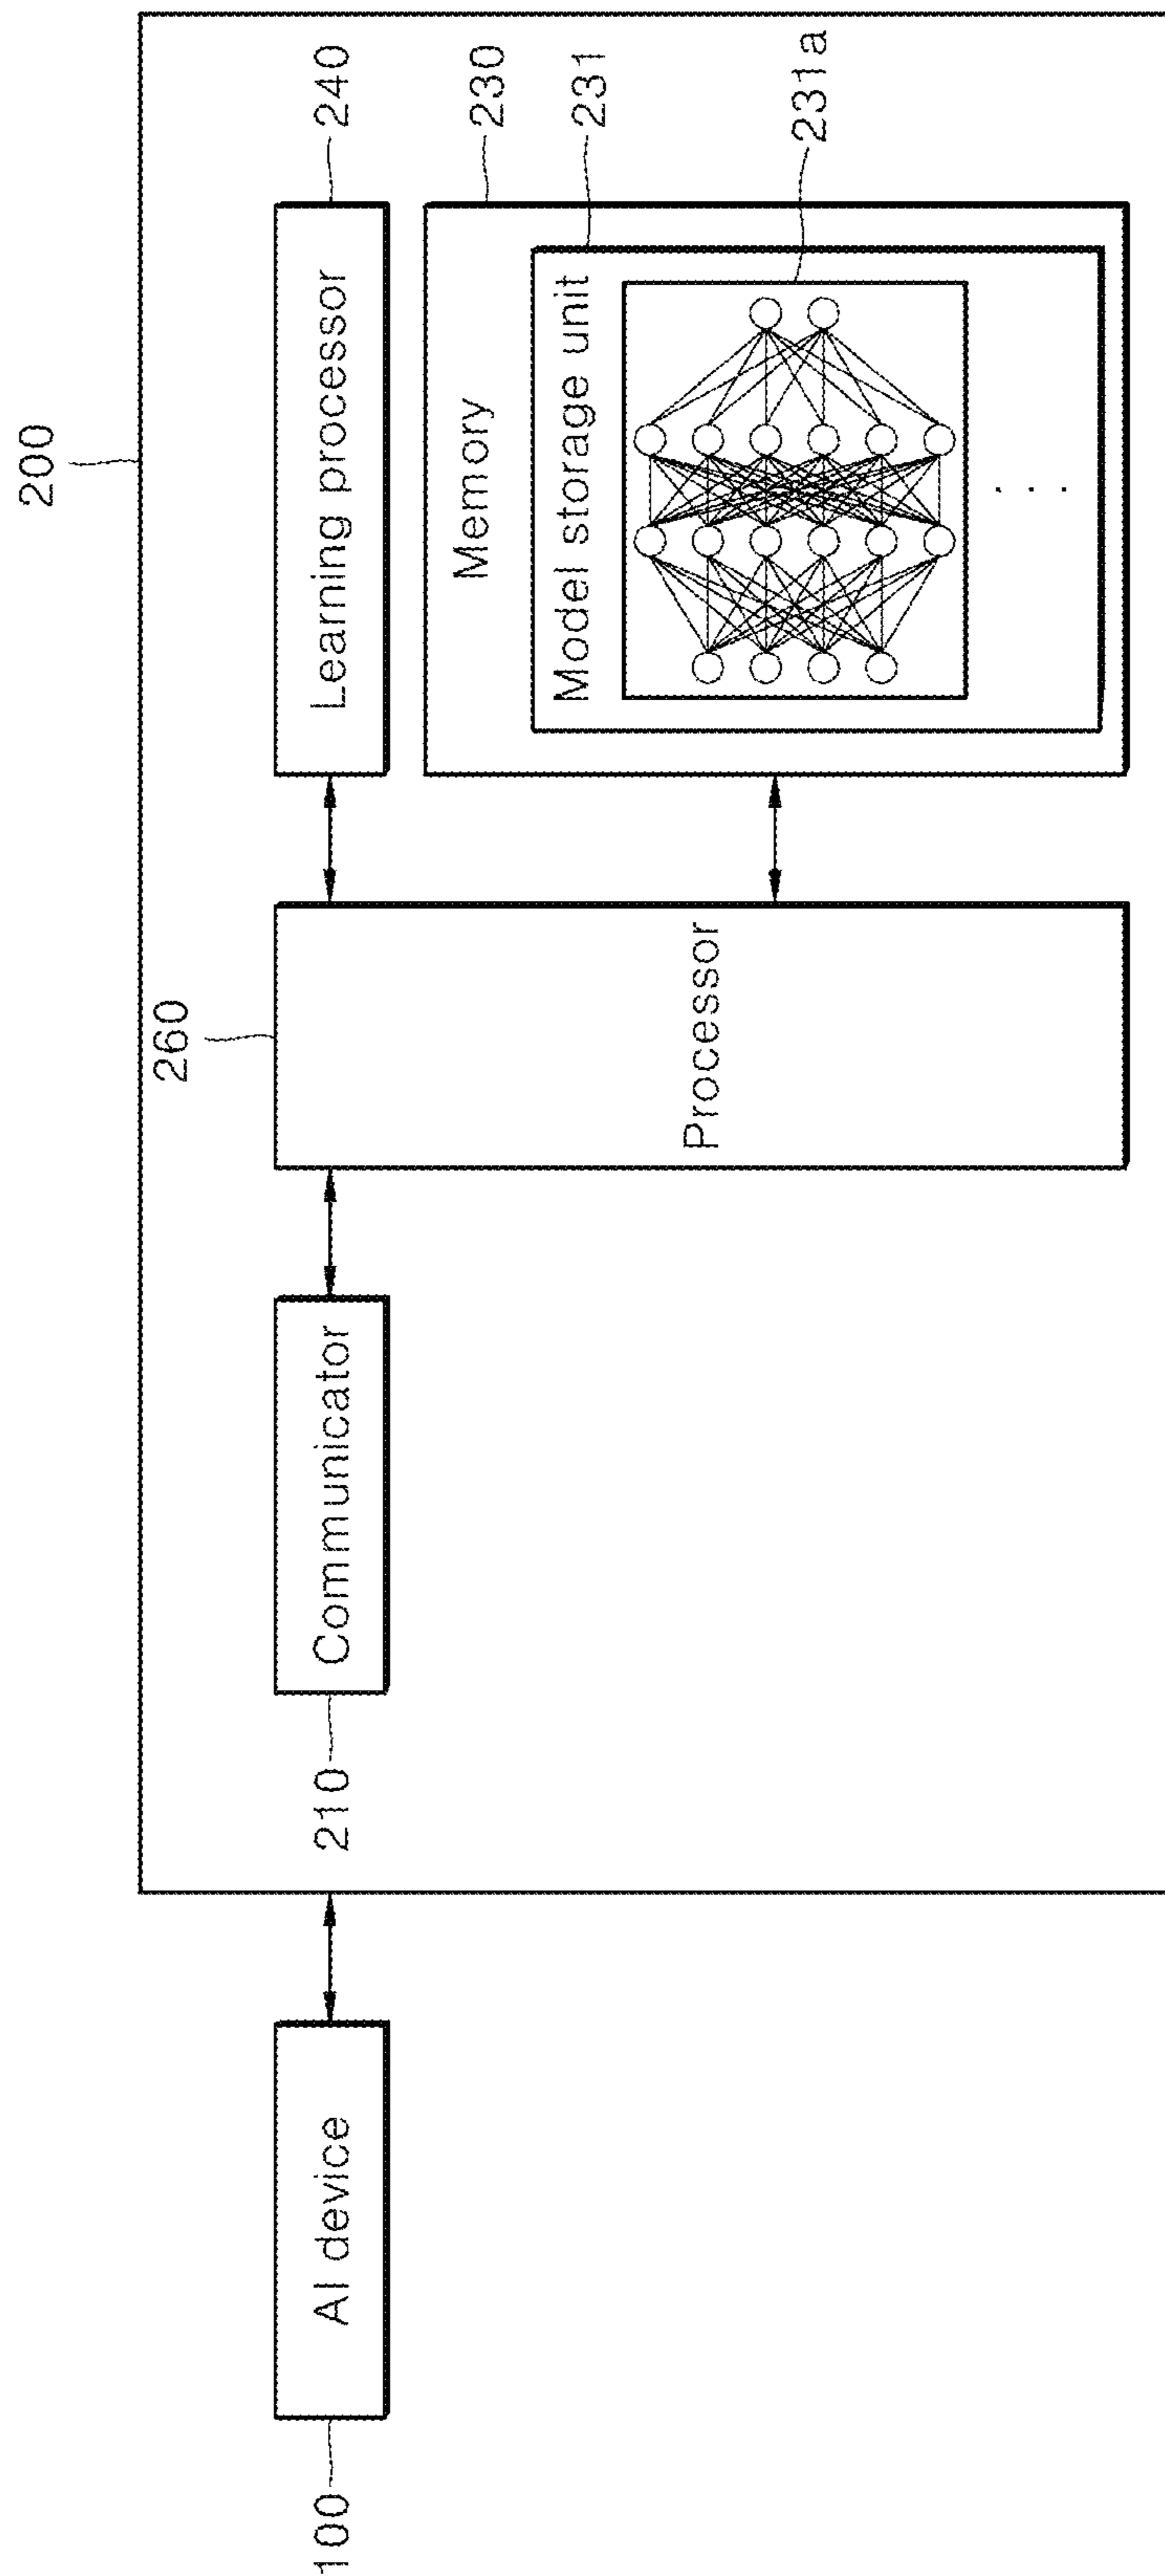 200
100
AI device
210
Communicator
260
Processor
240
Learning processor
230
Memory
231
Model storage unit
231a
. . .